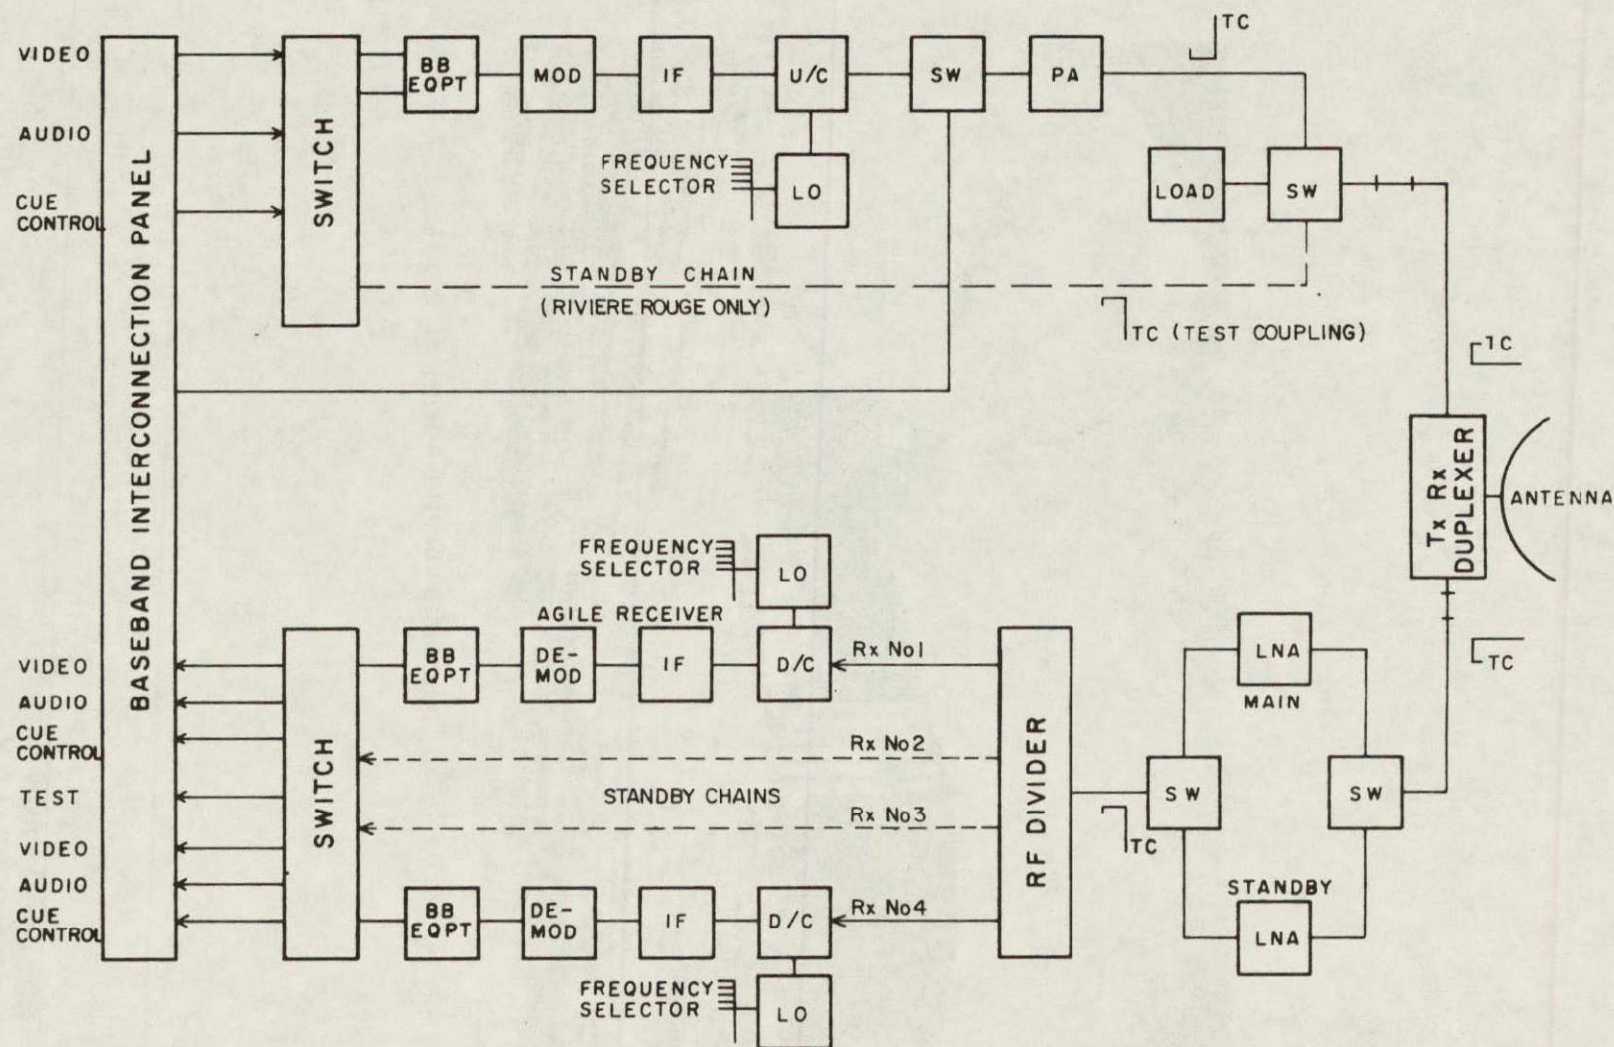 VIDEO
AUDIO
CUE
CONTROL
BASEBAND INTERCONNECTION PANEL
SWITCH
BB
EQPT
MOD
IF
U/C
SW
PA
TC
FREQUENCY
SELECTOR
LO
LOAD
SW
STANDBY CHAIN
(RIVIERE ROUGE ONLY)
TC (TEST COUPLING)
TC
Tx Rx
DUPLEXER
ANTENNA
FREQUENCY
SELECTOR
LO
AGILE RECEIVER
VIDEO
AUDIO
CUE
CONTROL
TEST
VIDEO
AUDIO
CUE
CONTROL
SWITCH
BB
EQPT
DE-
MOD
IF
D/C
Rx No1
Rx No2
STANDBY CHAINS
Rx No3
Rx No4
RF DIVIDER
TC
LNA
MAIN
SW
SW
TC
STANDBY
LNA
BB
EQPT
DE-
MOD
IF
D/C
FREQUENCY
SELECTOR
LO